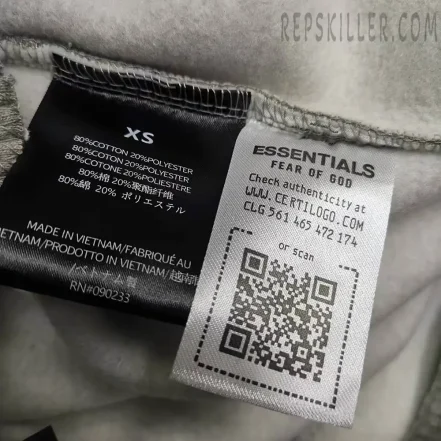 REPSKILLER.COM
XS
80%COTTON 20%POLYESTER
80%COTON 20%POLYESTER
80%COTONE 20%POLIESTERE
80%棉 20%聚酯纤维
80%綿 20% ポリエステル
MADE IN VIETNAM/FABRIQUÉ AU
VIETNAM/PRODOTTO IN VIETNAM/越南
/ベトナム製
RN#090233
ESSENTIALS
FEAR OF GOD
Check authenticity at
WWW.CERTILOGO.COM
CLG 561 465 472 174
or scan